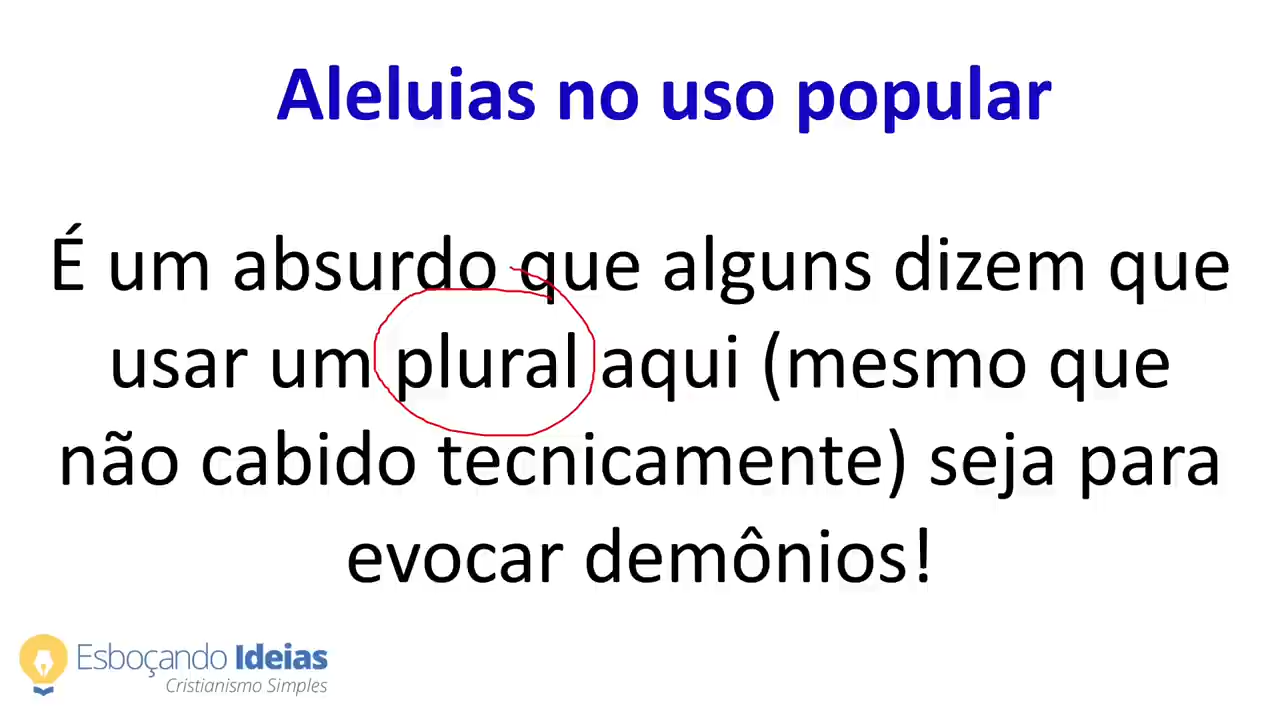 Aleluias no uso popular
É um absurdo que alguns dizem que
usar um plural aqui (mesmo que
não cabido tecnicamente) seja para
evocar demônios!
Esboçando Ideias
Cristianismo Simples